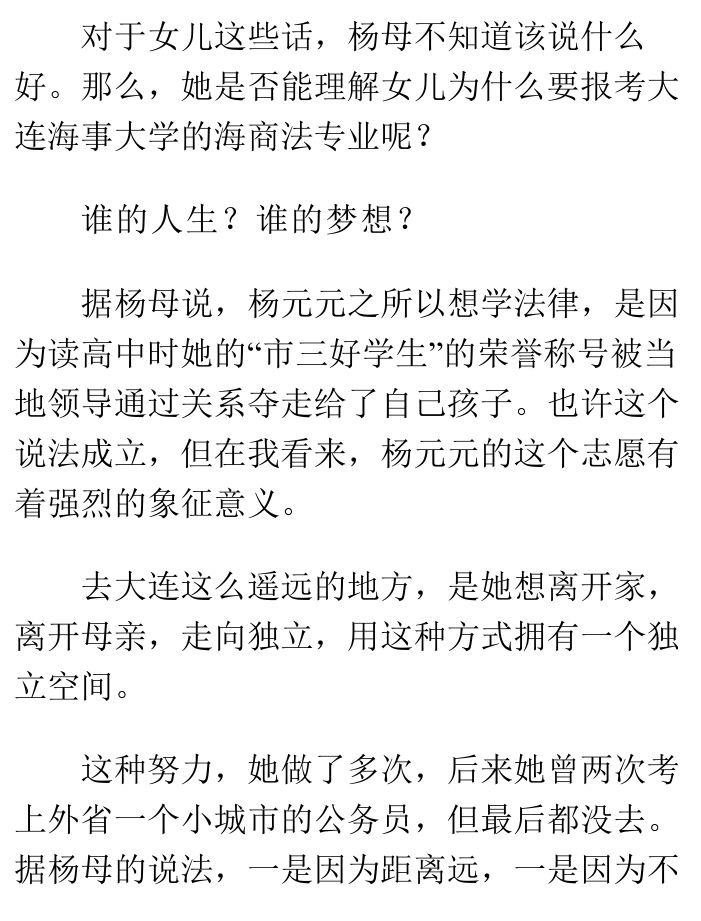 对于女儿这些话，杨母不知道该说什么
好。那么，她是否能理解女儿为什么要报考大
连海事大学的海商法专业呢？
谁的人生？谁的梦想？
据杨母说，杨元元之所以想学法律，是因
为读高中时她的“市三好学生”的荣誉称号被当
地领导通过关系夺走给了自己孩子。也许这个
说法成立，但在我看来，杨元元的这个志愿有
着强烈的象征意义。
去大连这么遥远的地方，是她想离开家，
离开母亲，走向独立，用这种方式拥有一个独
立空间。
这种努力，她做了多次，后来她曾两次考
上外省一个小城市的公务员，但最后都没去。
据杨母的说法，一是因为距离远，一是因为不